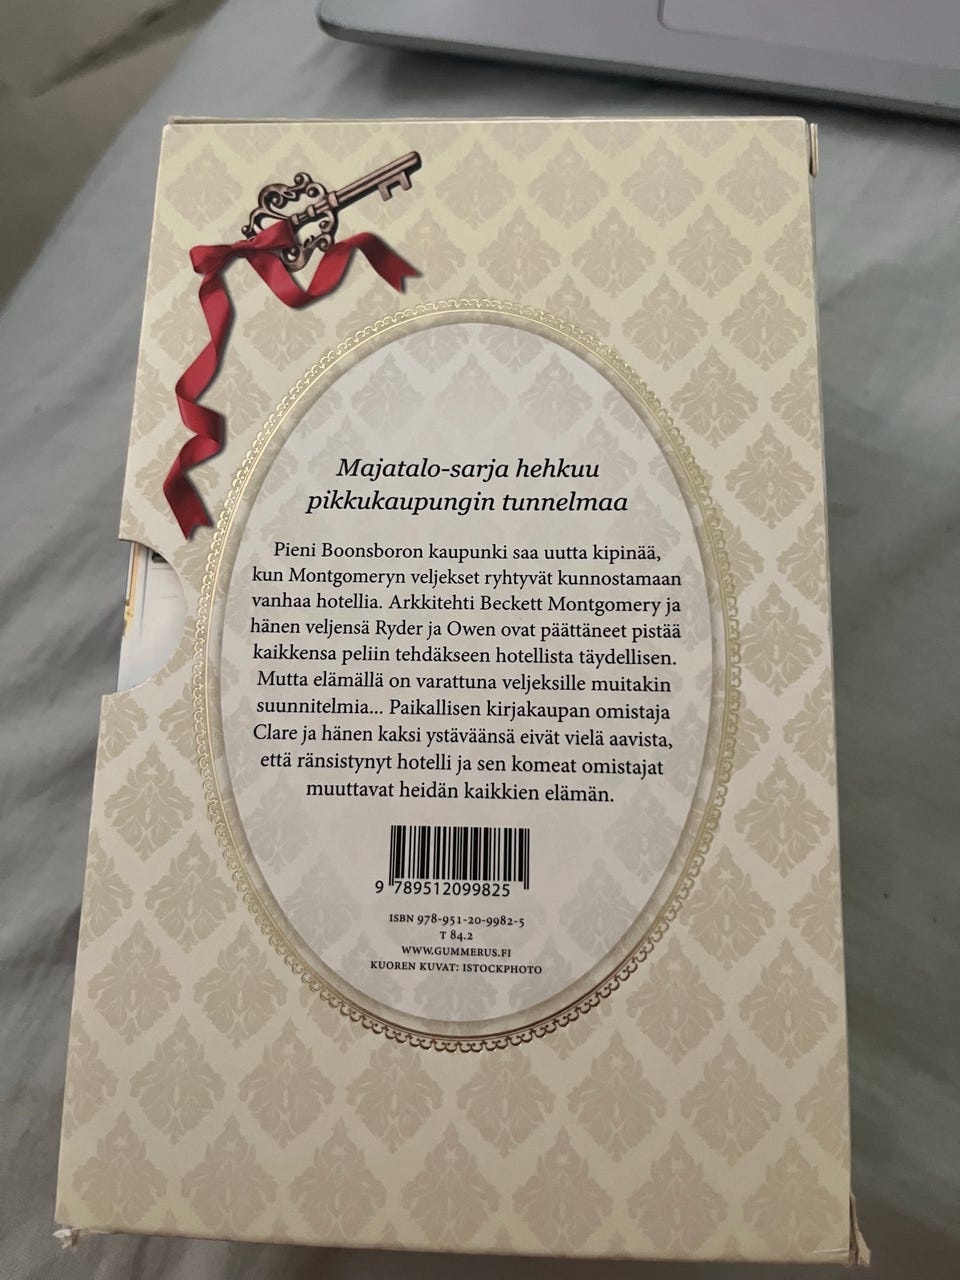 Majatalo-sarja hehkuu
pikkukaupungin tunnelmaa
Pieni Boonsboron kaupunki saa uutta kipinää,
kun Montgomeryn veljekset ryhtyvät kunnostamaan
vanhaa hotellia. Arkkitehti Beckett Montgomery ja
hänen veljensä Ryder ja Owen ovat päättäneet pistää
kaikkensa peliin tehdäkseen hotellista täydellisen.
Mutta elämällä on varattuna veljeksille muitakin
suunnitelmia... Paikallisen kirjakaupan omistaja
Clare ja hänen kaksi ystäväänsä eivät vielä aavista,
että ränsistynyt hotelli ja sen komeat omistajat
muuttavat heidän kaikkien elämän.
9 789512099825
ISBN 978-951-20-9982-5
T 84.2
WWW.GUMMERUS.FI
KUOREN KUVAT: ISTOCKPHOTO